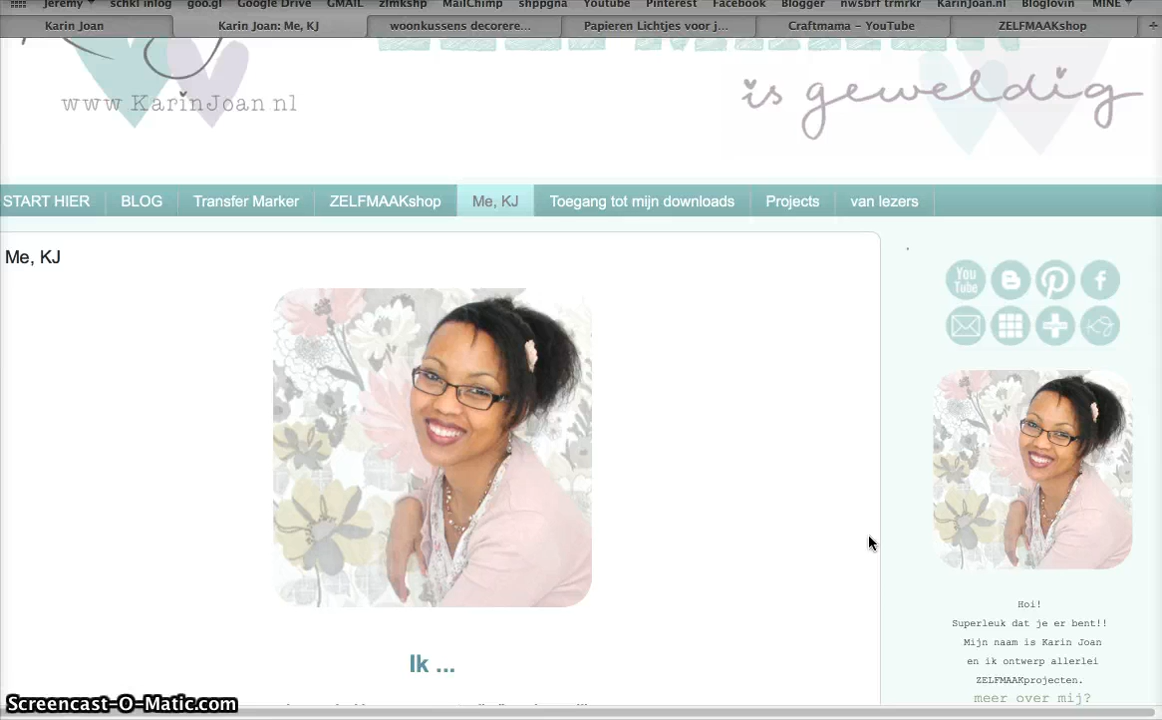 Jeremy schkl inlog goo.gl Google Drive GMAIL zlmkshp MailChimp shppgna Youtube Pinterest Facebook Blogger nwsbrf trmrkr KarinJoan.nl Bloglovin MINE
Karin Joan Karin Joan: Me, KJ woonkussens decorere... Papieren Lichtjes voor j... Craftmama – YouTube ZELFMAAKshop
www KarinJoan nl
is geweldig
START HIER BLOG Transfer Marker ZELFMAAKshop Me, KJ Toegang tot mijn downloads Projects van lezers
Me, KJ
You Tube
Hoi!
Superleuk dat je er bent!!
Mijn naam is Karin Joan
en ik ontwerp allerlei
ZELFMAAKprojecten.
meer over mij?
Ik ...
Screencast-O-Matic.com